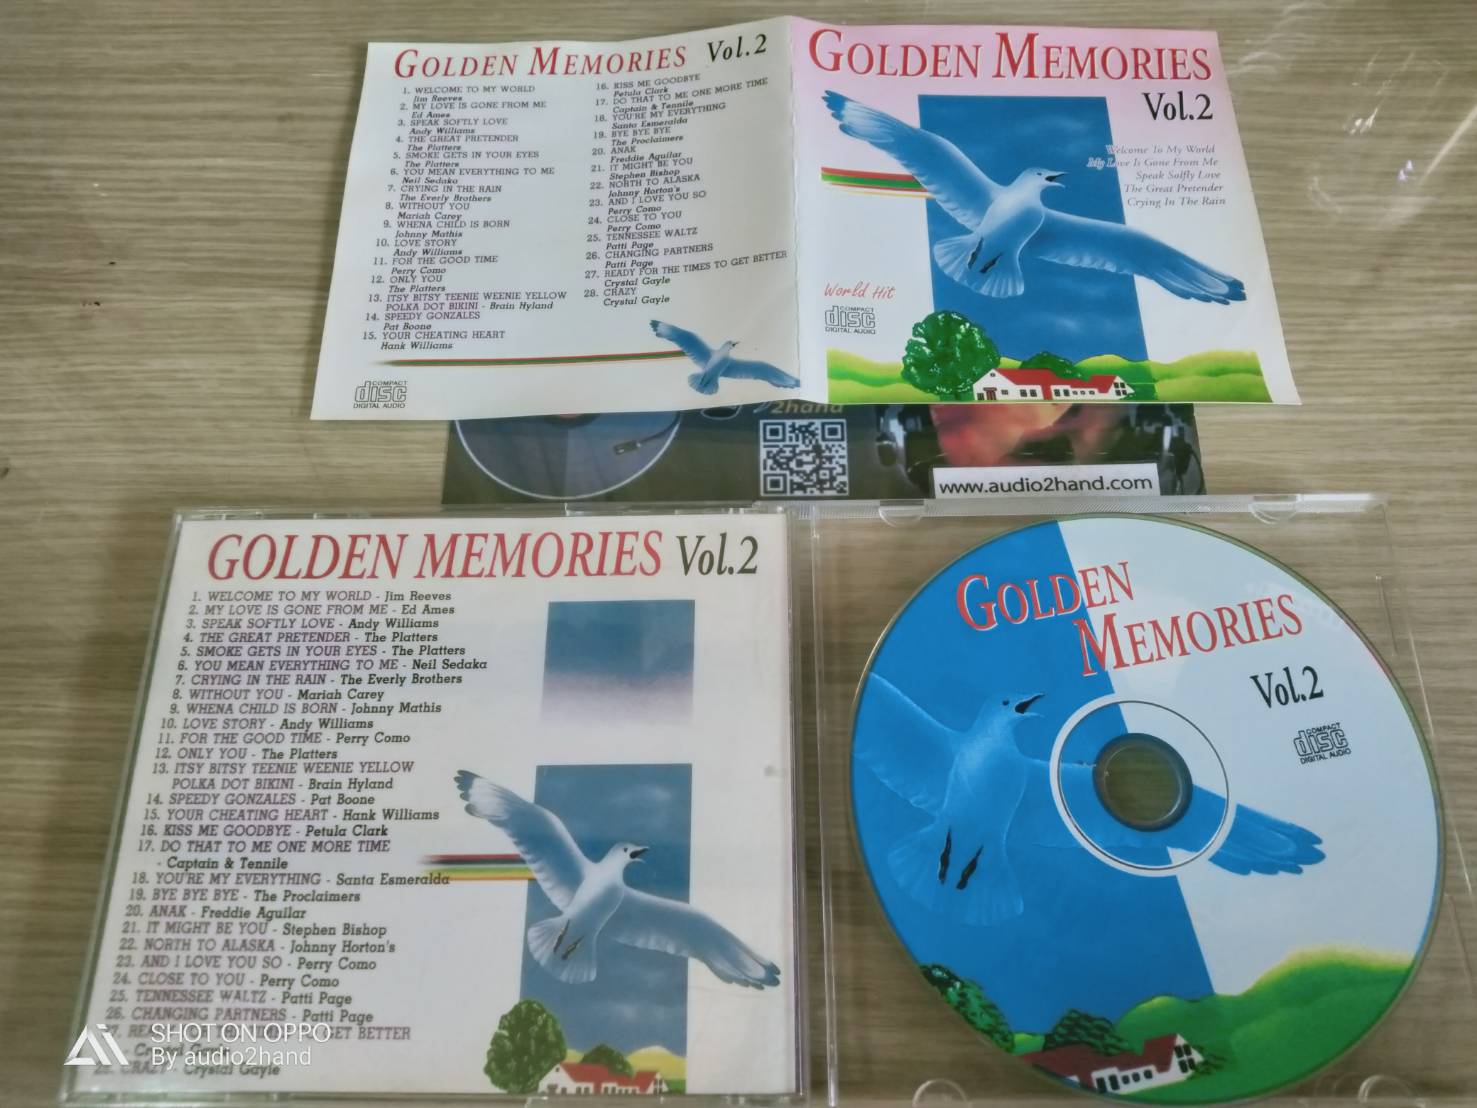 GOLDEN MEMORIES Vol.2
1. WELCOME TO MY WORLD
Jim Reeves
2. MY LOVE IS GONE FROM ME
Ed Ames
3. SPEAK SOFTLY LOVE
Andy Williams
4. THE GREAT PRETENDER
The Platters
5. SMOKE GETS IN YOUR EYES
The Platters
6. YOU MEAN EVERYTHING TO ME
Neil Sedaka
7. CRYING IN THE RAIN
The Everly Brothers
8. WITHOUT YOU
Mariah Carey
9. WHENA CHILD IS BORN
Johnny Mathis
10. LOVE STORY
Andy Williams
11. FOR THE GOOD TIME
Perry Como
12. ONLY YOU
The Platters
13. ITSY BITSY TEENIE WEENIE YELLOW
POLKA DOT BIKINI - Brain Hyland
14. SPEEDY GONZALES
Pat Boone
15. YOUR CHEATING HEART
Hank Williams
16. KISS ME GOODBYE
Petula Clark
17. DO THAT TO ME ONE MORE TIME
Captain & Tennile
18. YOU'RE MY EVERYTHING
Santa Esmeralda
19. BYE BYE BYE
The Proclaimers
20. ANAK
Freddie Aguilar
21. IT MIGHT BE YOU
Stephen Bishop
22. NORTH TO ALASKA
Johnny Horton's
23. AND I LOVE YOU SO
Perry Como
24. CLOSE TO YOU
Perry Como
25. TENNESSEE WALTZ
Patti Page
26. CHANGING PARTNERS
Patti Page
27. READY FOR THE TIMES TO GET BETTER
Crystal Gayle
28. CRAZY
Crystal Gayle
COMPACT
disc
DIGITAL AUDIO
GOLDEN MEMORIES
Vol.2
Welcome To My World
My Love Is Gone From Me
Speak Solfly Love
The Great Pretender
Crying In The Rain
World Hit
COMPACT
disc
DIGITAL AUDIO
2hand
www.audio2hand.com
GOLDEN MEMORIES Vol.2
1. WELCOME TO MY WORLD - Jim Reeves
2. MY LOVE IS GONE FROM ME - Ed Ames
3. SPEAK SOFTLY LOVE - Andy Williams
4. THE GREAT PRETENDER - The Platters
5. SMOKE GETS IN YOUR EYES - The Platters
6. YOU MEAN EVERYTHING TO ME - Neil Sedaka
7. CRYING IN THE RAIN - The Everly Brothers
8. WITHOUT YOU - Mariah Carey
9. WHENA CHILD IS BORN - Johnny Mathis
10. LOVE STORY - Andy Williams
11. FOR THE GOOD TIME - Perry Como
12. ONLY YOU - The Platters
13. ITSY BITSY TEENIE WEENIE YELLOW
POLKA DOT BIKINI - Brain Hyland
14. SPEEDY GONZALES - Pat Boone
15. YOUR CHEATING HEART - Hank Williams
16. KISS ME GOODBYE - Petula Clark
17. DO THAT TO ME ONE MORE TIME
- Captain & Tennile
18. YOU'RE MY EVERYTHING - Santa Esmeralda
19. BYE BYE BYE - The Proclaimers
20. ANAK - Freddie Aguilar
21. IT MIGHT BE YOU - Stephen Bishop
22. NORTH TO ALASKA - Johnny Horton's
23. AND I LOVE YOU SO - Perry Como
24. CLOSE TO YOU - Perry Como
25. TENNESSEE WALTZ - Patti Page
26. CHANGING PARTNERS - Patti Page
GET BETTER
28. CRAZY - Crystal Gayle
SHOT ON OPPO
By audio2hand
GOLDEN
MEMORIES
Vol.2
COMPACT
disc
DIGITAL AUDIO